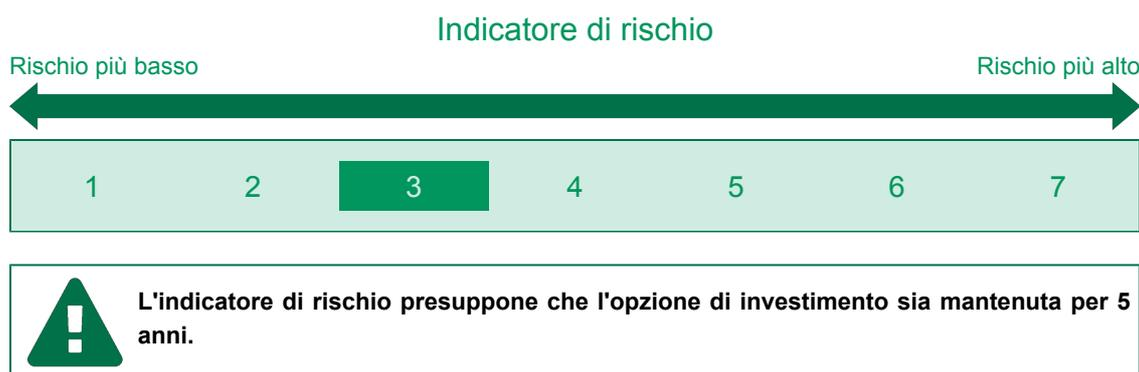 Indicatore di rischio
Rischio più basso
Rischio più alto
1 2 3 4 5 6 7
L'indicatore di rischio presuppone che l'opzione di investimento sia mantenuta per 5
anni.